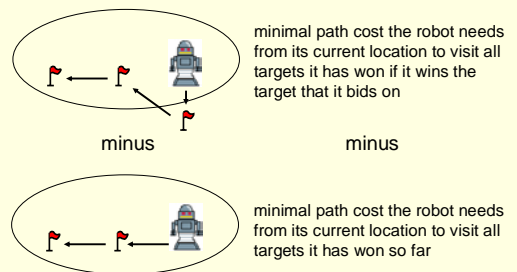 minimal path cost the robot needs
from its current location to visit all
targets it has won if it wins the
target that it bids on
minus
minus
minimal path cost the robot needs
from its current location to visit all
targets it has won so far